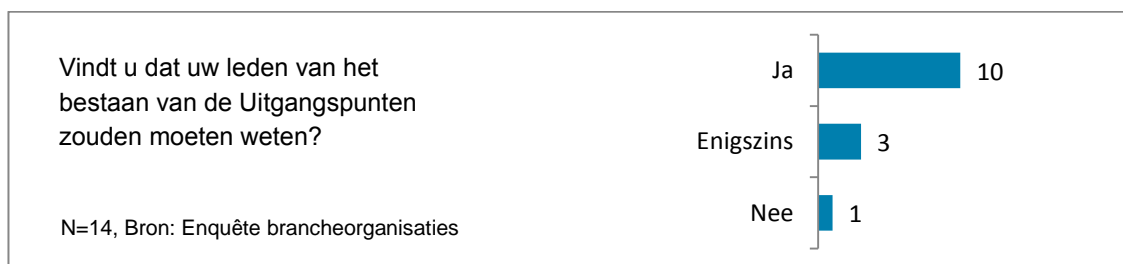 Vindt u dat uw leden van het
bestaan van de Uitgangspunten
zouden moeten weten?
N=14, Bron: Enquête brancheorganisaties
Ja 10
Enigszins 3
Nee 1